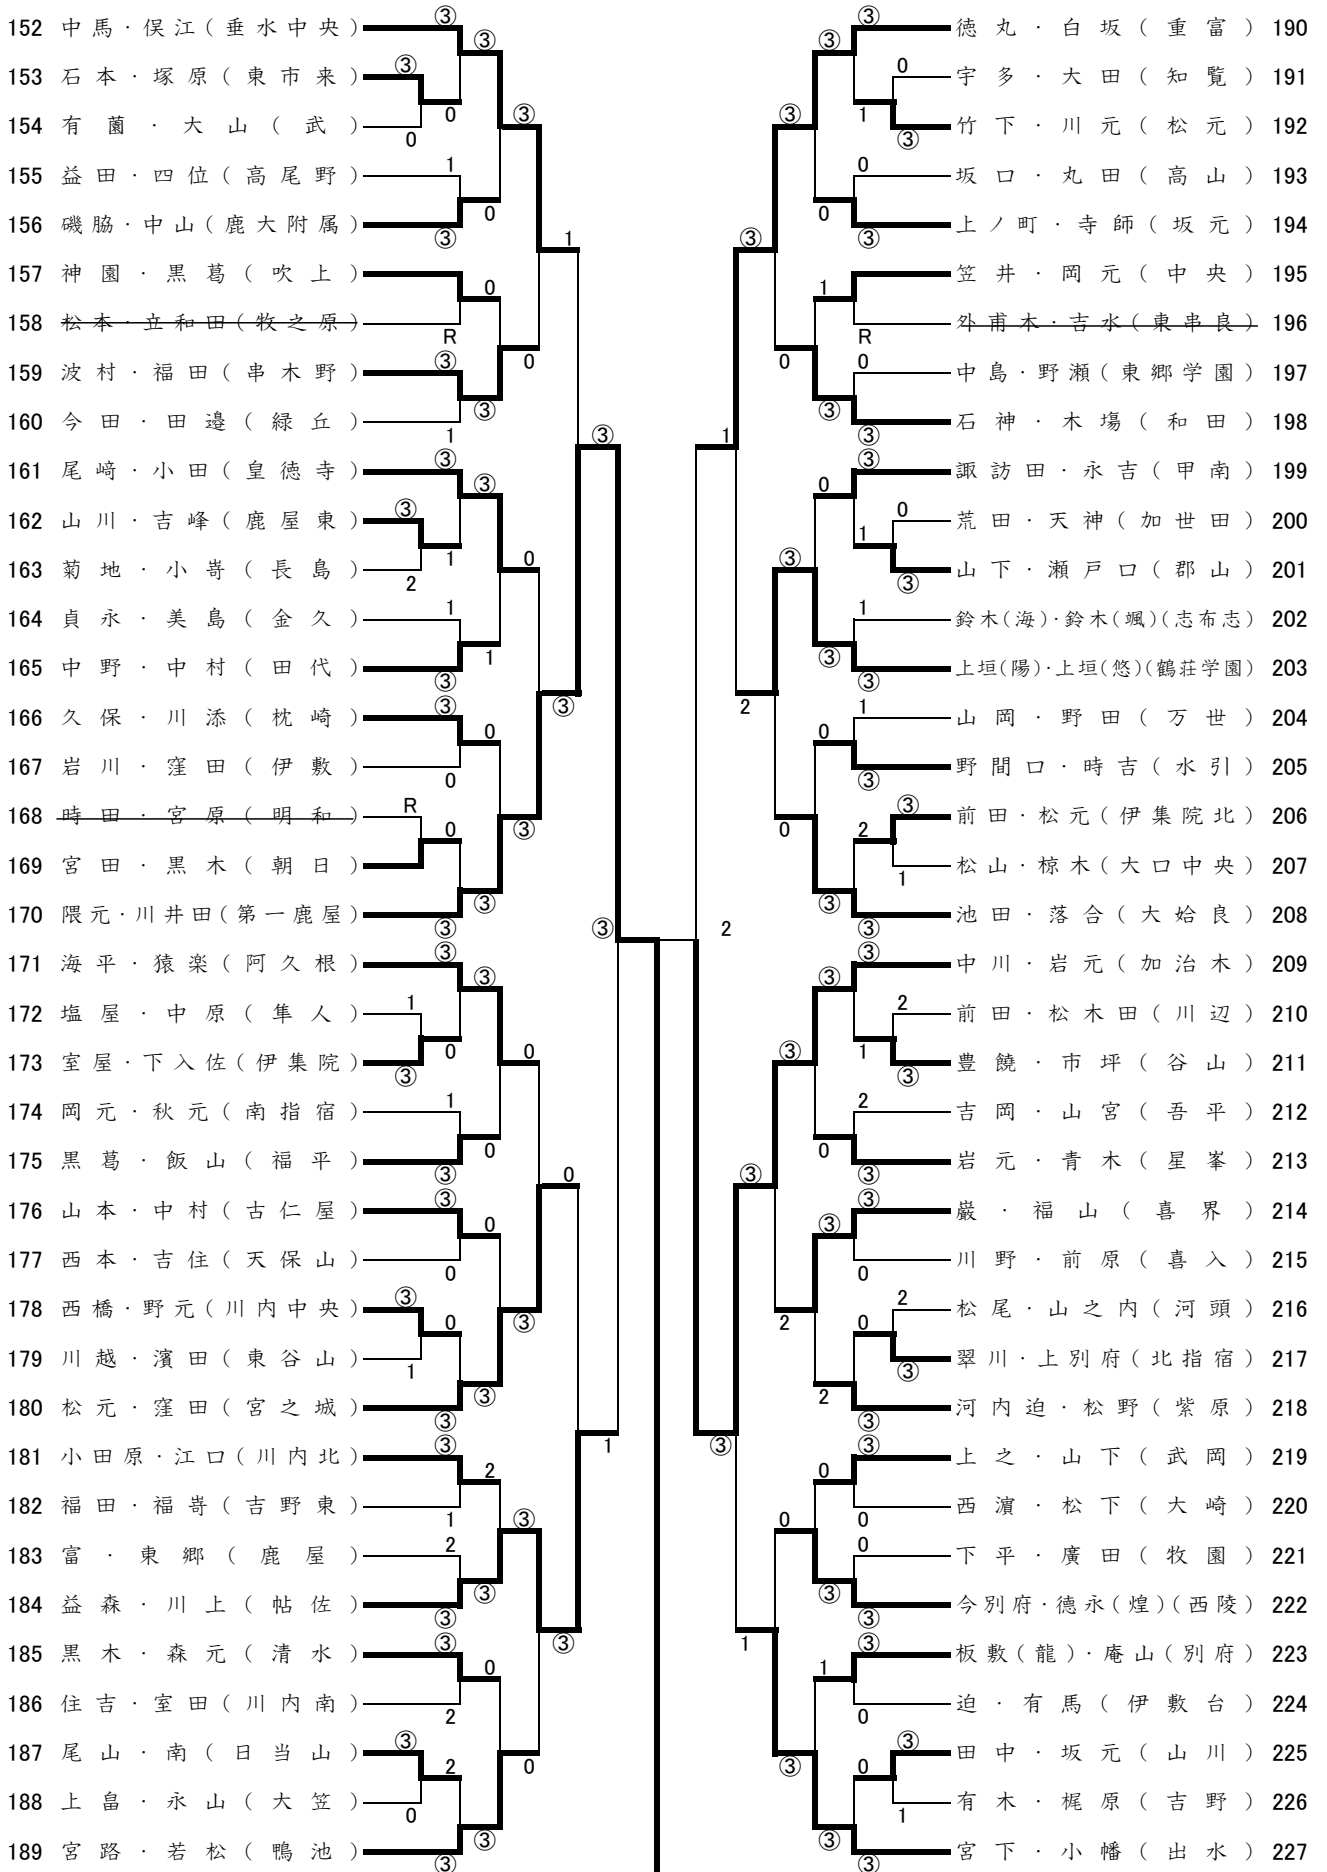 152 中馬・俣江(垂水中央)
153 石本・塚原(東市来)
154 有薗・大山(武)
155 益田・四位(高尾野)
156 磯脇・中山(鹿大附属)
157 神園・黒葛(吹上)
158 松本・立和田(牧之原)
159 波村・福田(串木野)
160 今田・田邉(緑丘)
161 尾﨑・小田(皇徳寺)
162 山川・吉峰(鹿屋東)
163 菊地・小嵜(長島)
164 貞永・美島(金久)
165 中野・中村(田代)
166 久保・川添(枕崎)
167 岩川・窪田(伊敷)
168 時田・宮原(明和)
169 宮田・黒木(朝日)
170 隈元・川井田(第一鹿屋)
171 海平・猿楽(阿久根)
172 塩屋・中原(隼人)
173 室屋・下入佐(伊集院)
174 岡元・秋元(南指宿)
175 黒葛・飯山(福平)
176 山本・中村(古仁屋)
177 西本・吉住(天保山)
178 西橋・野元(川内中央)
179 川越・濱田(東谷山)
180 松元・窪田(宮之城)
181 小田原・江口(川内北)
182 福田・福嵜(吉野東)
183 富・東郷(鹿屋)
184 益森・川上(帖佐)
185 黒木・森元(清水)
186 住吉・室田(川内南)
187 尾山・南(日当山)
188 上畠・永山(大笠)
189 宮路・若松(鴨池)
徳丸・白坂(重富) 190
宇多・大田(知覧) 191
竹下・川元(松元) 192
坂口・丸田(高山) 193
上ノ町・寺師(坂元) 194
笠井・岡元(中央) 195
外甫木・吉水(東串良) 196
中島・野瀬(東郷学園) 197
石神・木塲(和田) 198
諏訪田・永吉(甲南) 199
荒田・天神(加世田) 200
山下・瀬戸口(郡山) 201
鈴木(海)・鈴木(颯)(志布志) 202
上垣(陽)・上垣(悠)(鶴荘学園) 203
山岡・野田(万世) 204
野間口・時吉(水引) 205
前田・松元(伊集院北) 206
松山・椋木(大口中央) 207
池田・落合(大姶良) 208
中川・岩元(加治木) 209
前田・松木田(川辺) 210
豊饒・市坪(谷山) 211
吉岡・山宮(吾平) 212
岩元・青木(星峯) 213
巌・福山(喜界) 214
川野・前原(喜入) 215
松尾・山之内(河頭) 216
翠川・上別府(北指宿) 217
河内迫・松野(紫原) 218
上之・山下(武岡) 219
西濵・松下(大崎) 220
下平・廣田(牧園) 221
今別府・徳永(煌)(西陵) 222
板敷(龍)・庵山(別府) 223
迫・有馬(伊敷台) 224
田中・坂元(山川) 225
有木・梶原(吉野) 226
宮下・小幡(出水) 227